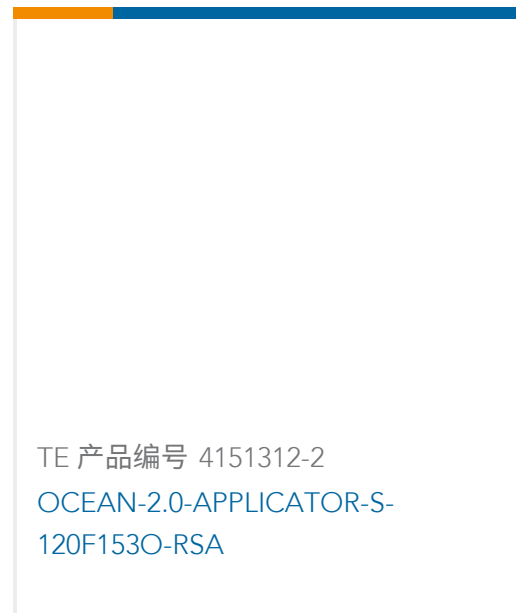 TE 产品编号 4151312-2
OCEAN-2.0-APPLICATOR-S-
120F153O-RSA